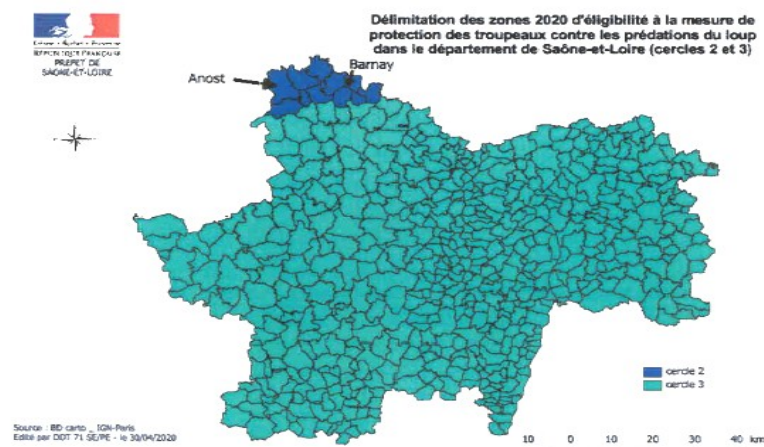 Délimitation des zones 2020 d'éligibilité à la mesure de
protection des troupeaux contre les prédations du loup
dans le département de Saône-et-Loire (cercles 2 et 3)
RÉPUBLIQUE FRANÇAISE
PREFET DE
SAÔNE-ET-LOIRE
Anost
Barnay
cercle 2
cercle 3
Source : BD carto _ IGN-Paris
Edité par DDT 71 SE/PE - le 30/04/2020
10 0 10 20 30 40 km